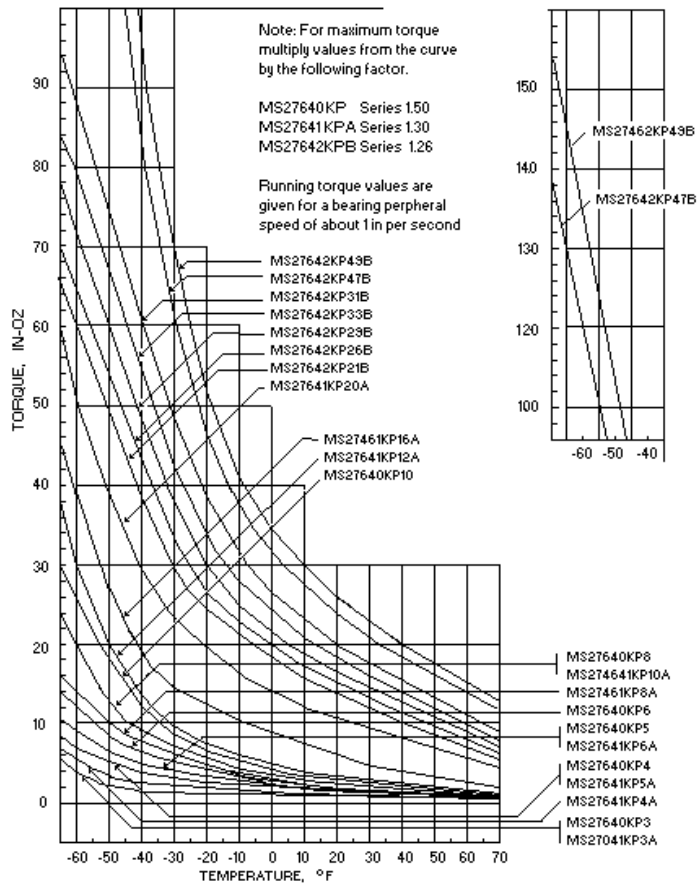 Note: For maximum torque
multiply values from the curve
by the following factor.
MS27640KP Series 1.50
MS27641KPA Series 1.30
MS27642KPB Series 1.26
Running torque values are
given for a bearing perpheral
speed of about 1 in per second
MS27642KP49B
MS27642KP47B
MS27642KP31B
MS27642KP33B
MS27642KP29B
MS27642KP26B
MS27642KP21B
MS27641KP20A
MS27461KP16A
MS27641KP12A
MS27640KP10
TORQUE, IN-OZ
90
80
70
60
50
40
30
20
10
0
-60 -50 -40 -30 -20 -10 0 10 20 30 40 50 60 70
TEMPERATURE, °F
150
140
130
120
100
-60 -50 -40
MS27462KP49B
MS27642KP47B
MS27640KP8
MS274641KP10A
MS27461KP8A
MS27640KP6
MS27640KP5
MS27641KP6A
MS27640KP4
MS27641KP5A
MS27641KP4A
MS27640KP3
MS27041KP3A